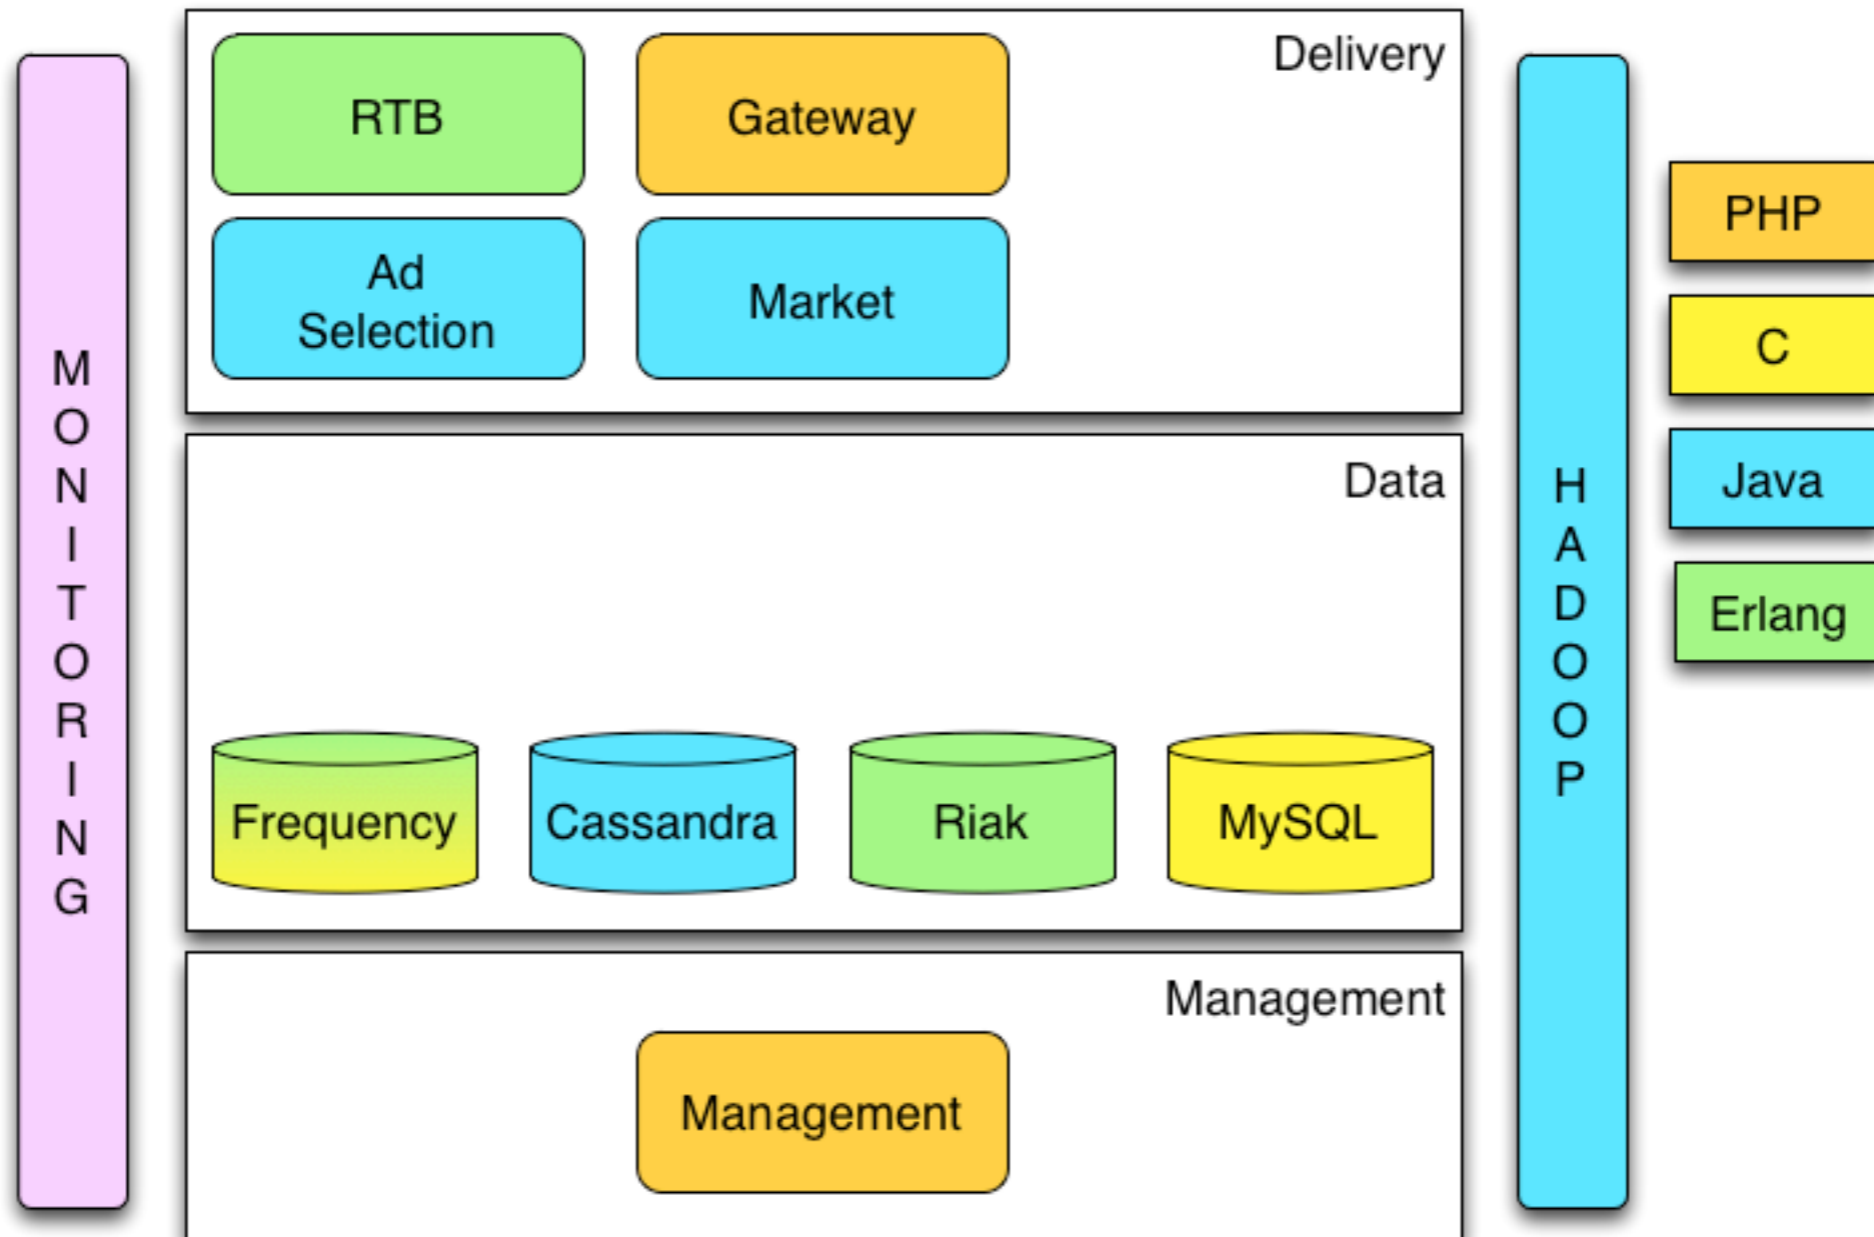 MONITORING
Delivery
RTB
Gateway
Ad
Selection
Market
Data
Frequency
Cassandra
Riak
MySQL
Management
Management
HADOOP
PHP
C
Java
Erlang